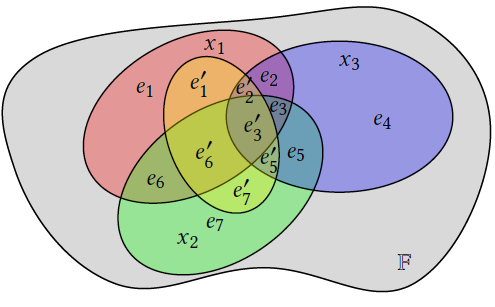 x₁
x₃
e₁
e′₁
e′₂
e₂
e₃
e′₃
e₄
e′₆
e′₅
e₅
e₆
e′₇
e₇
x₂
𝔽